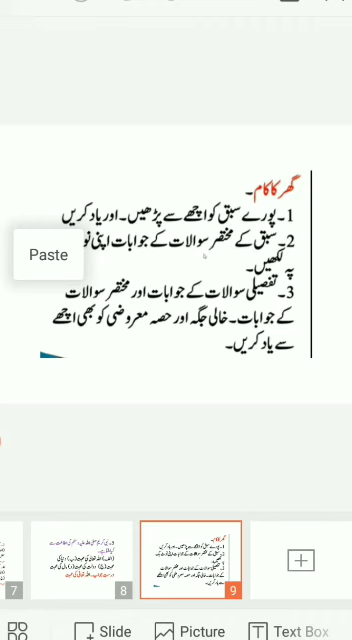 گھر کا کام۔
1۔ پورے سبق کو اچھے سے پڑھیں۔ اور یاد کریں
2۔ سبق کے مختصر سوالات کے جوابات اپنی نو
پہ لکھیں۔
3۔ تفصیلی سوالات کے جوابات اور مختصر سوالات
کے جوابات۔ خالی جگہ اور حصہ معروضی کو بھی اچھے
سے یاد کریں۔
Paste
7
8
9
Slide
Picture
Text Box